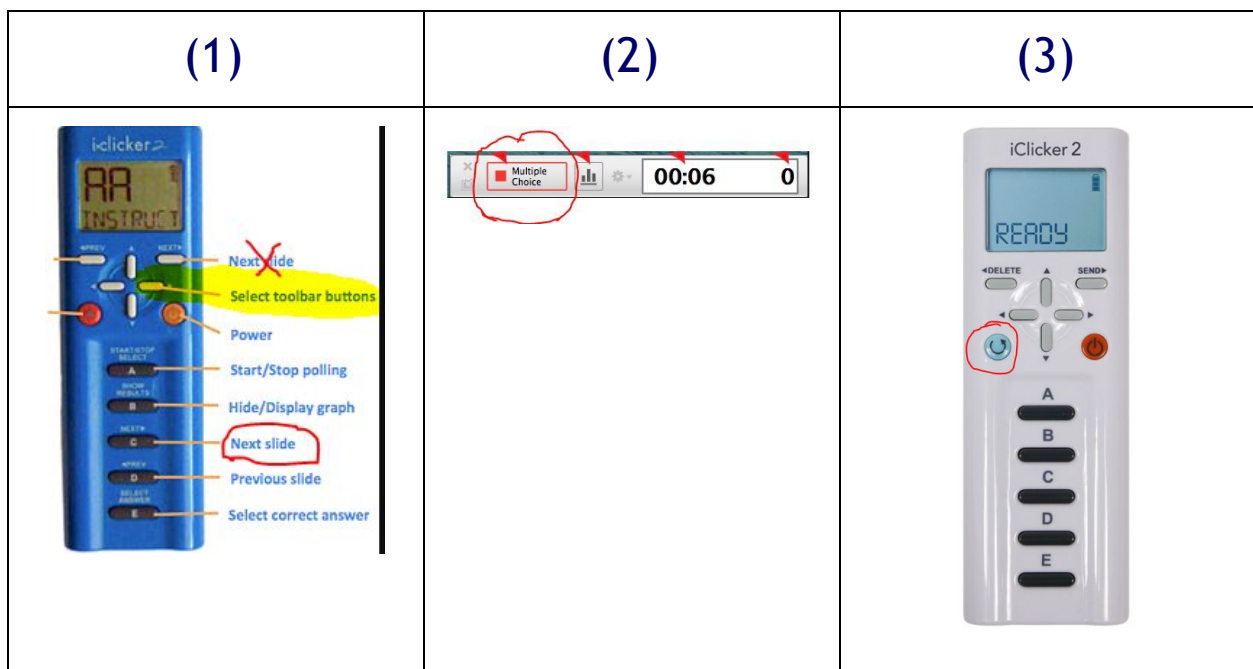 (1)
(2)
(3)
i>clicker 2
AA
INSTRUCT
◄PREV ▲ NEXT►
Next slide
Select toolbar buttons
▼
Power
START/STOP
SELECT
A
Start/Stop polling
SHOW
RESULTS
B
Hide/Display graph
NEXT►
C
Next slide
◄PREV
D
Previous slide
SELECT
ANSWER
E
Select correct answer
Multiple
Choice
00:06 0
iClicker 2
READY
◄DELETE ▲ SEND►
◄ ►
▼
A
B
C
D
E